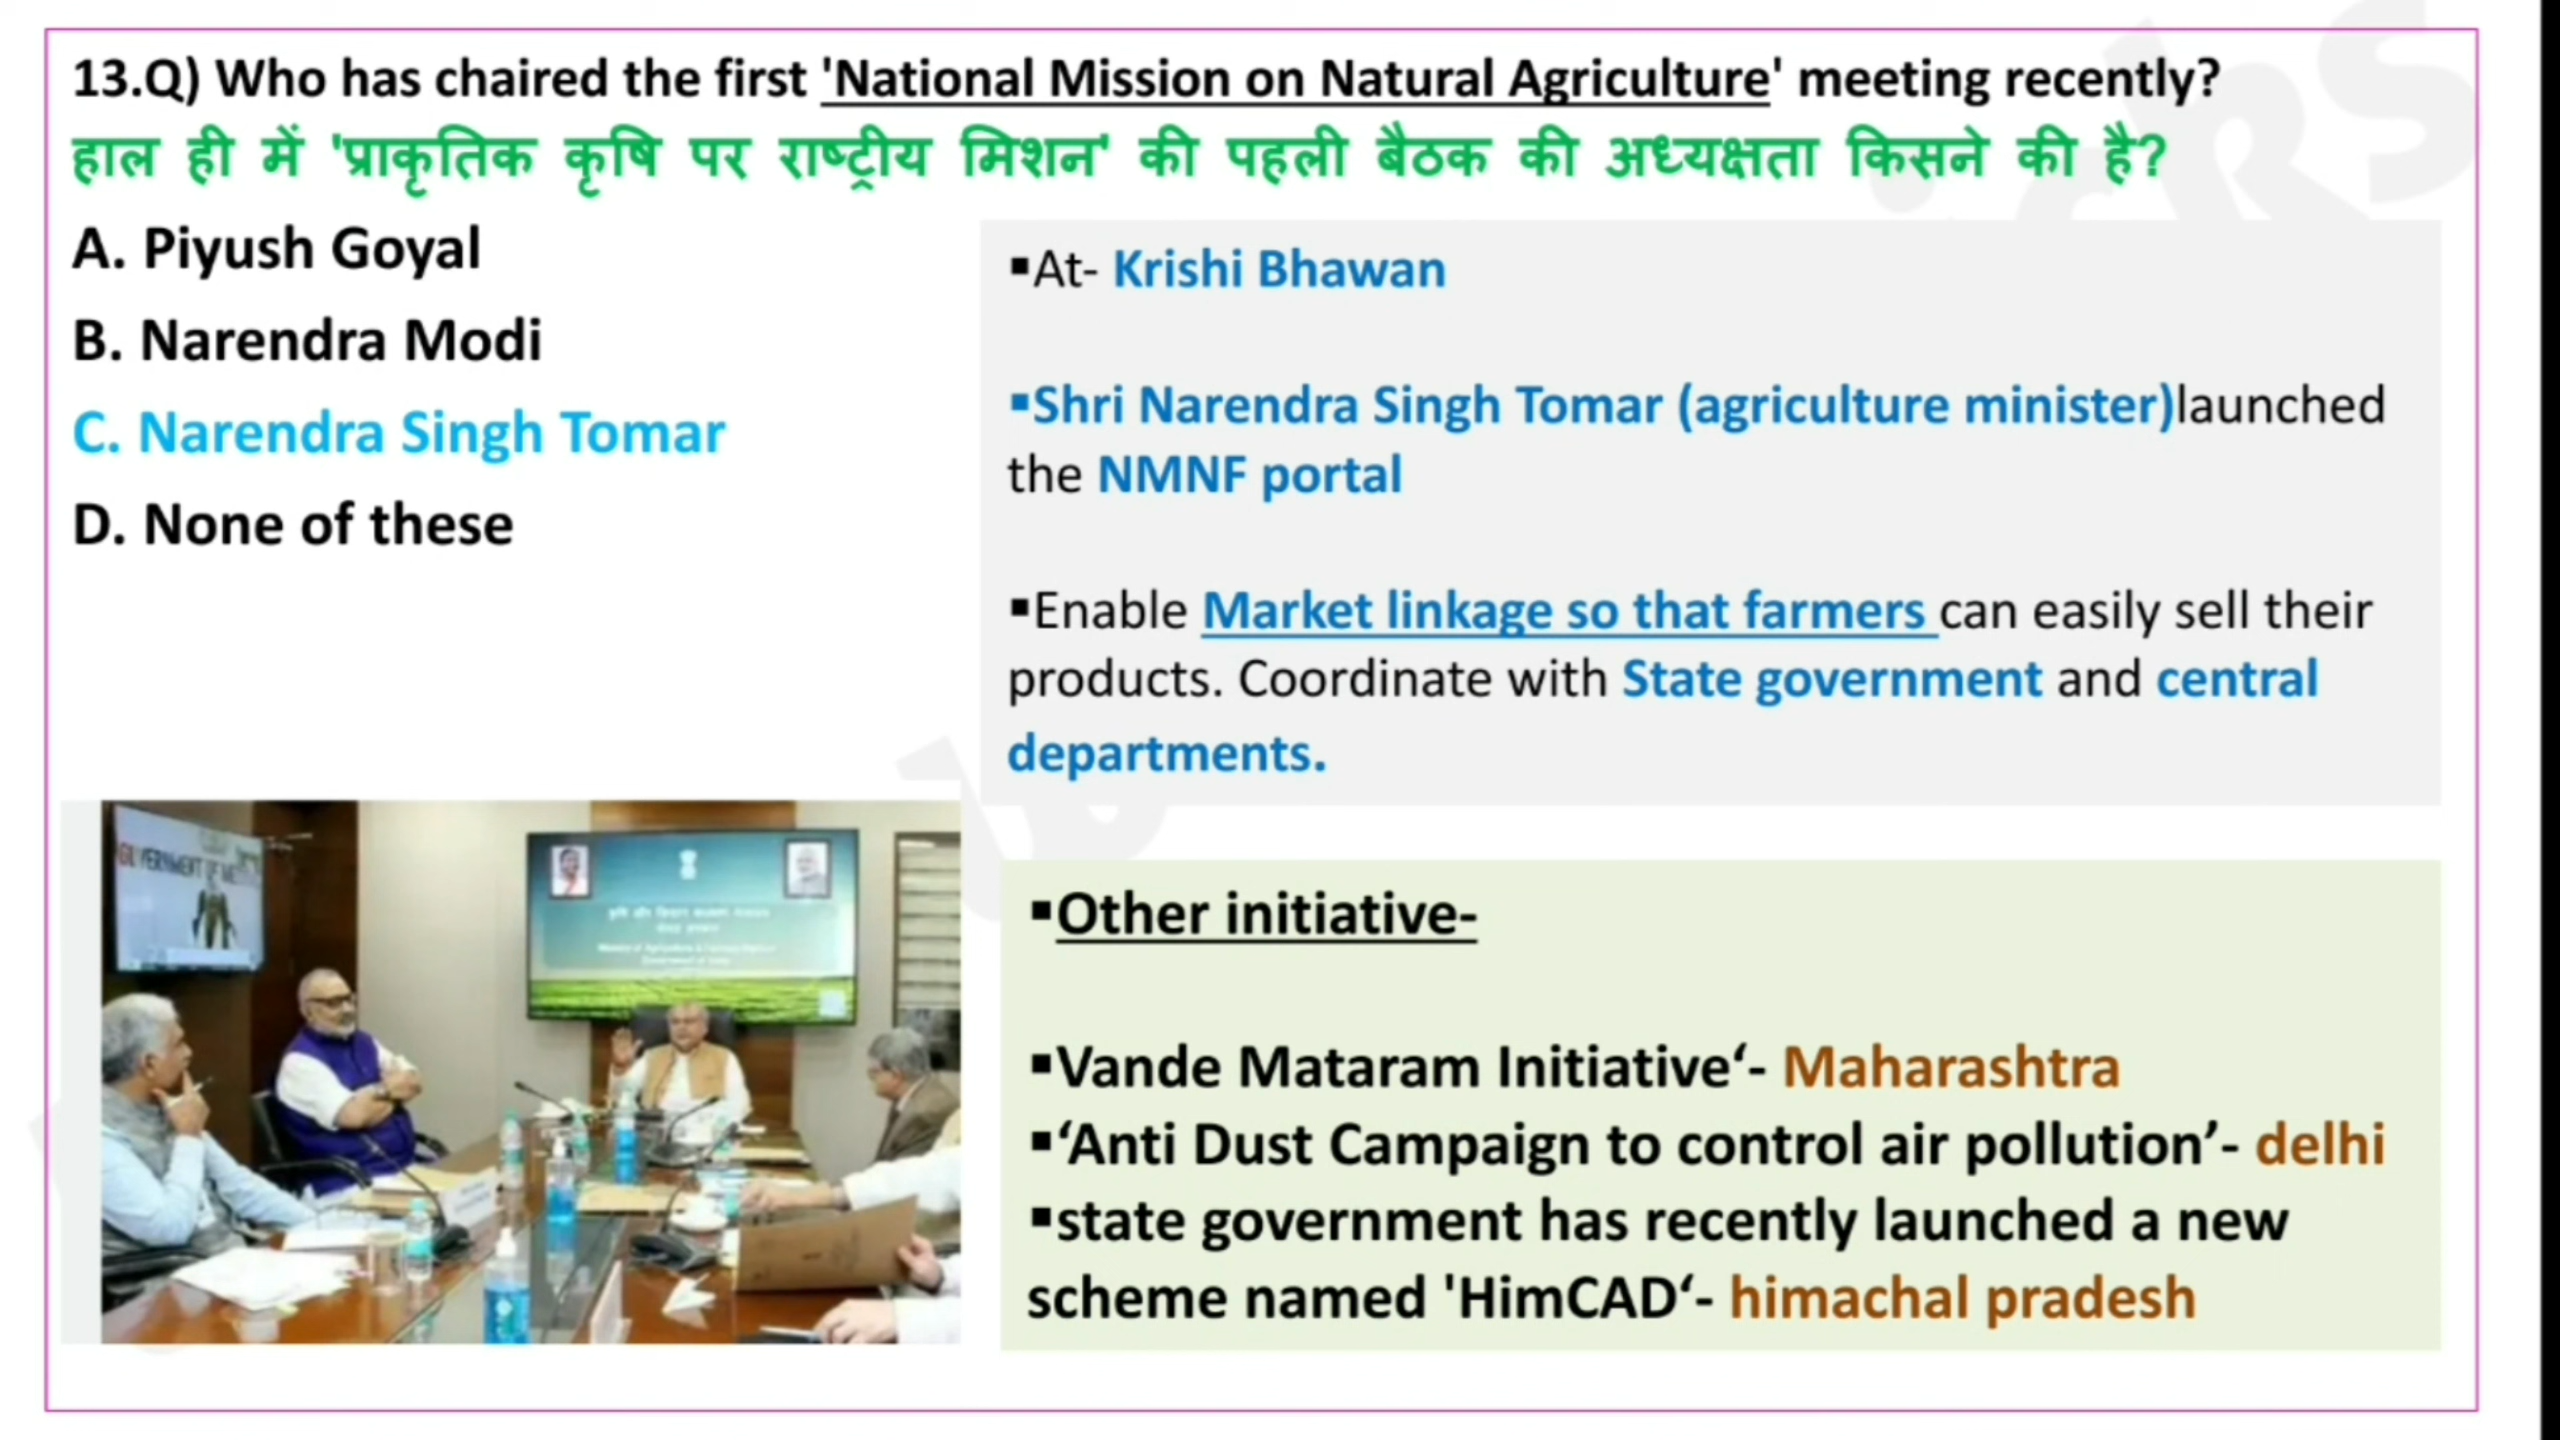 13.Q) Who has chaired the first 'National Mission on Natural Agriculture' meeting recently?
हाल ही में 'प्राकृतिक कृषि पर राष्ट्रीय मिशन' की पहली बैठक की अध्यक्षता किसने की है?
A. Piyush Goyal
B. Narendra Modi
C. Narendra Singh Tomar
D. None of these
▪At- Krishi Bhawan
▪Shri Narendra Singh Tomar (agriculture minister)launched
the NMNF portal
▪Enable Market linkage so that farmers can easily sell their
products. Coordinate with State government and central
departments.
▪Other initiative-
▪Vande Mataram Initiative‘- Maharashtra
▪‘Anti Dust Campaign to control air pollution’- delhi
▪state government has recently launched a new
scheme named 'HimCAD‘- himachal pradesh